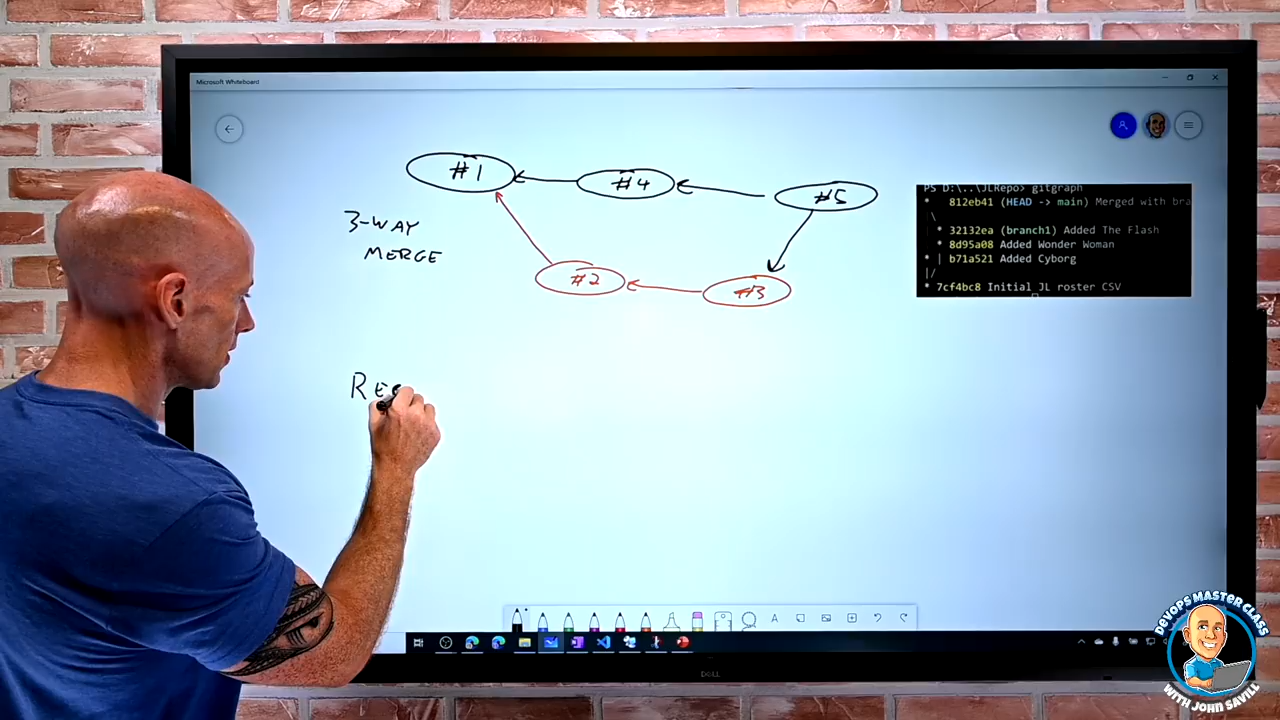 Microsoft Whiteboard
#1
#4
#5
3-WAY
MERGE
#2
#3
PS D:\..\JLRepo> gitgraph
*   812eb41 (HEAD -> main) Merged with bra
|\
| * 32132ea (branch1) Added The Flash
| * 8d95a08 Added Wonder Woman
* | b71a521 Added Cyborg
|/
* 7cf4bc8 Initial JL roster CSV
RE
A
DELL
DEVOPS MASTER CLASS
WITH JOHN SAVILL